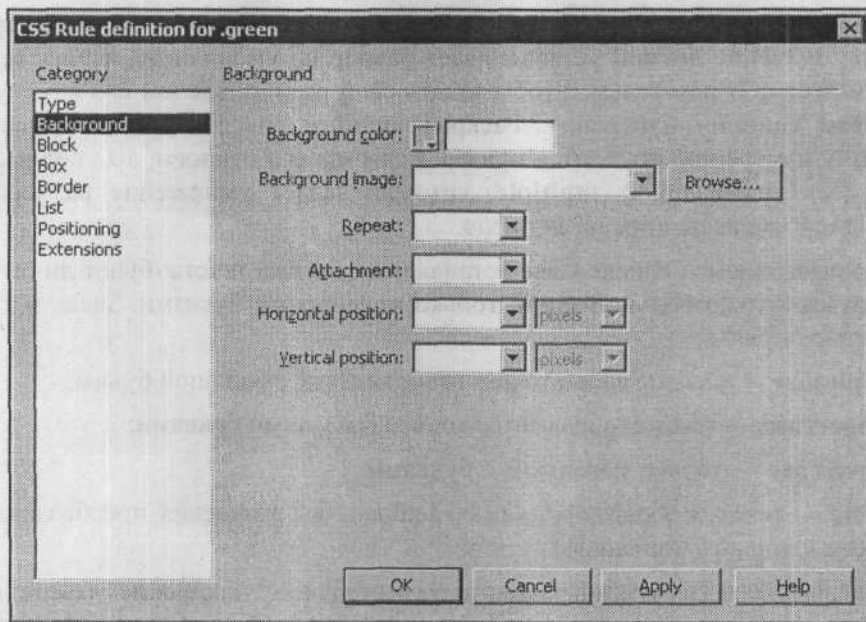 CSS Rule definition for .green
Category
Background
Type
Background
Block
Box
Border
List
Positioning
Extensions
Background color:
Background image:
Browse...
Repeat:
Attachment:
Horizontal position:
pixels
Vertical position:
pixels
OK
Cancel
Apply
Help